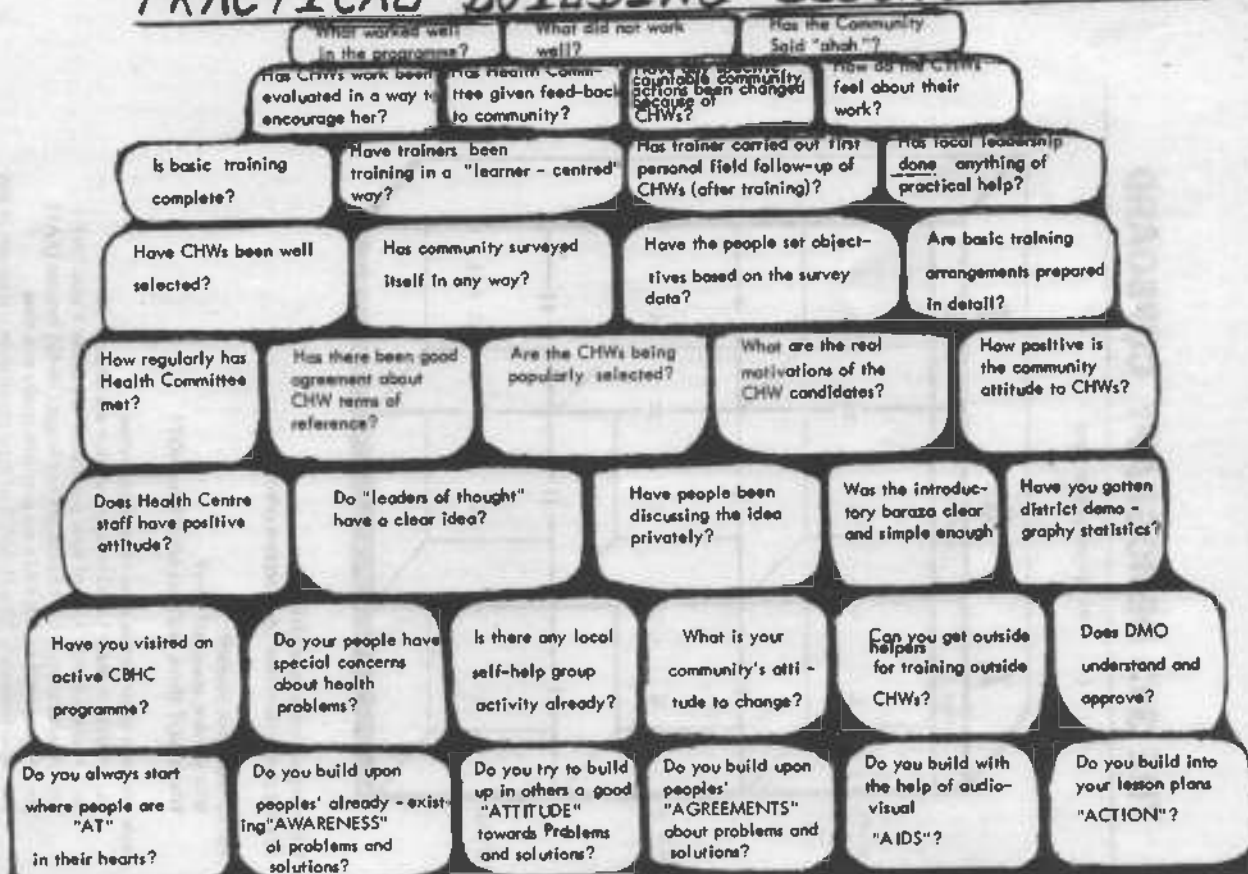 PRACTICAL BUILDING
What worked well
in the programme?
What did not work
well?
Has the Community
Said "ahah"?
Has CHWs work been
evaluated in a way to
encourage her?
Has Health Comm-
ttee given feed-back
to community?
Have any specific
countable community
actions been changed
because of
CHWs?
How do the CHWs
feel about their
work?
Is basic training
complete?
Have trainers been
training in a "learner - centred"
way?
Has trainer carried out first
personal field follow-up of
CHWs (after training)?
Has local leadership
done anything of
practical help?
Have CHWs been well
selected?
Has community surveyed
itself in any way?
Have the people set object-
tives based on the survey
data?
Are basic training
arrangements prepared
in detail?
How regularly has
Health Committee
met?
Has there been good
agreement about
CHW terms of
reference?
Are the CHWs being
popularly selected?
What are the real
motivations of the
CHW candidates?
How positive is
the community
attitude to CHWs?
Does Health Centre
staff have positive
attitude?
Do "leaders of thought"
have a clear idea?
Have people been
discussing the idea
privately?
Was the introduc-
tory baraza clear
and simple enough
Have you gotten
district demo -
graphy statistics?
Have you visited an
active CBHC
programme?
Do your people have
special concerns
about health
problems?
Is there any local
self-help group
activity already?
What is your
community's atti -
tude to change?
Can you get outside
helpers
for training outside
CHWs?
Does DMO
understand and
approve?
Do you always start
where people are
"AT"
in their hearts?
Do you build upon
peoples' already - exist-
ing "AWARENESS"
of problems and
solutions?
Do you try to build
up in others a good
"ATTITUDE"
towards Problems
and solutions?
Do you build upon
peoples'
"AGREEMENTS"
about problems and
solutions?
Do you build with
the help of audio-
visual
"AIDS"?
Do you build into
your lesson plans
"ACTION"?